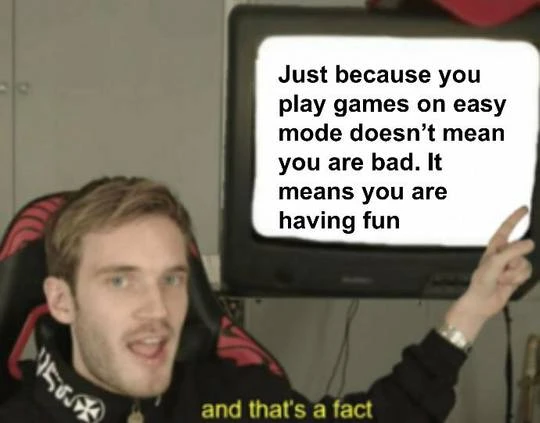 Just because you
play games on easy
mode doesn't mean
you are bad. It
means you are
having fun
and that's a fact